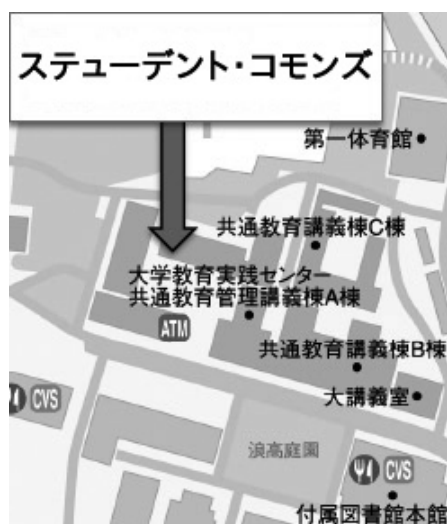 ステューデント・コモンズ
第一体育館
共通教育講義棟C棟
大学教育実践センター
共通教育管理講義棟A棟
ATM
共通教育講義棟B棟
大講義室
CVS
浪高庭園
CVS
付属図書館本館